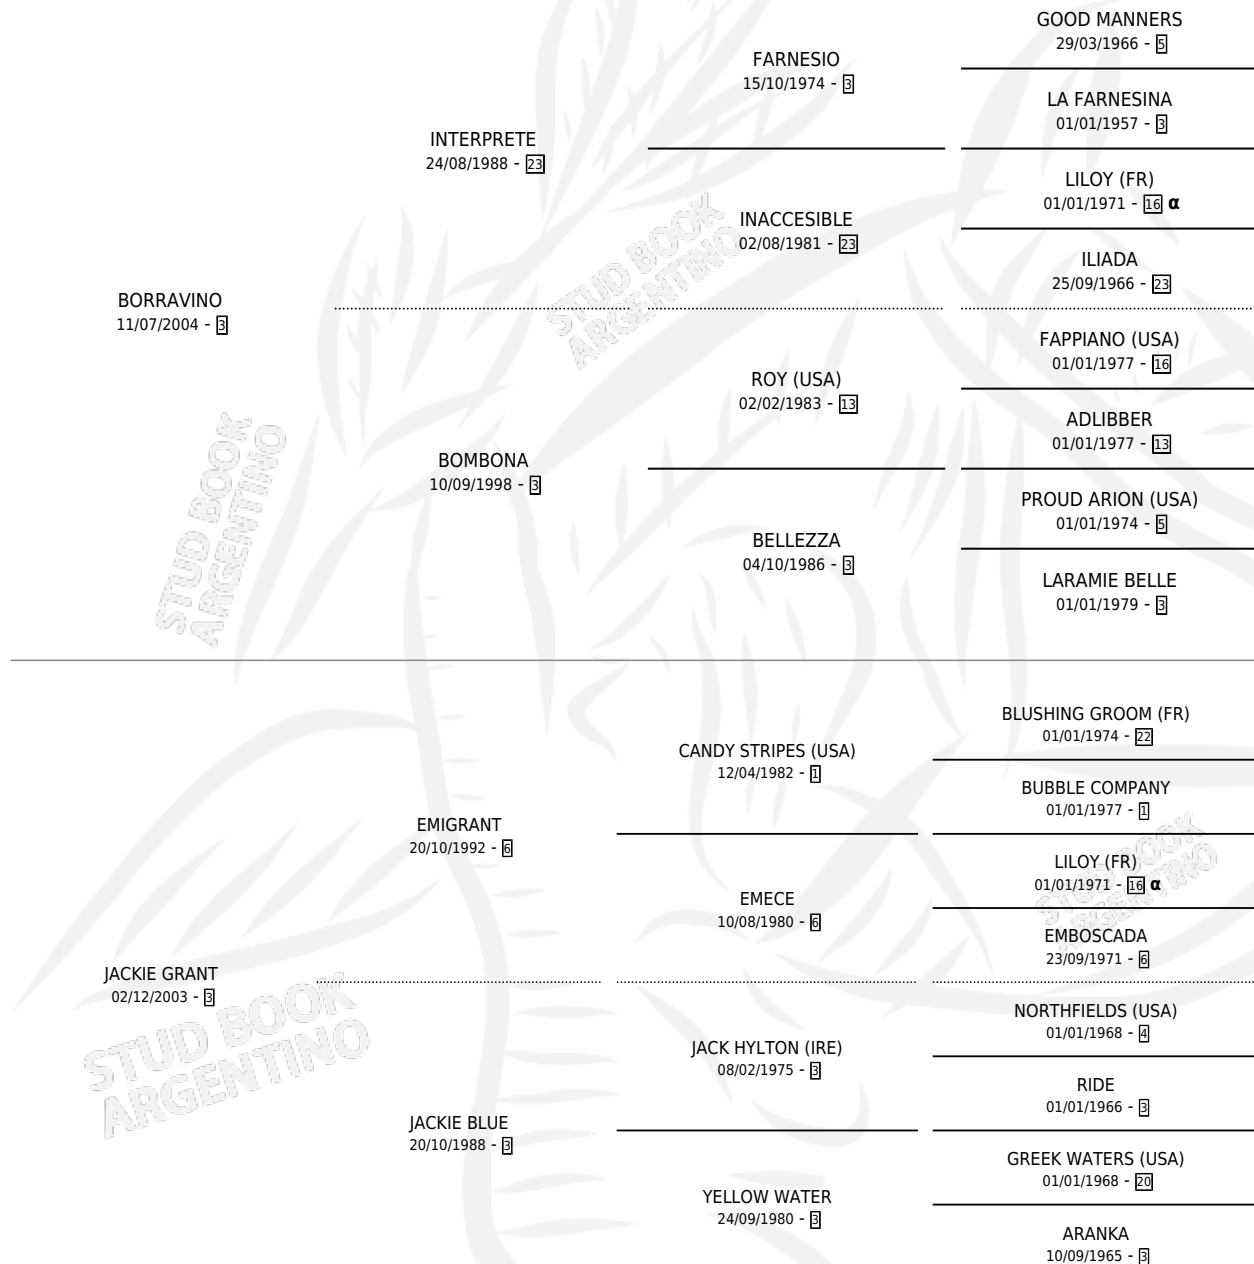 GOOD MANNERS
29/03/1966 - 5
FARNESIO
15/10/1974 - 3
LA FARNESINA
01/01/1957 - 3
INTERPRETE
24/08/1988 - 23
LILOY (FR)
01/01/1971 - 16 α
INACCESIBLE
02/08/1981 - 23
ILIADA
25/09/1966 - 23
BORRAVINO
11/07/2004 - 3
FAPPIANO (USA)
01/01/1977 - 16
ROY (USA)
02/02/1983 - 13
ADLIBBER
01/01/1977 - 13
BOMBONA
10/09/1998 - 3
PROUD ARION (USA)
01/01/1974 - 5
BELLEZZA
04/10/1986 - 3
LARAMIE BELLE
01/01/1979 - 3
BLUSHING GROOM (FR)
01/01/1974 - 22
CANDY STRIPES (USA)
12/04/1982 - 1
BUBBLE COMPANY
01/01/1977 - 1
EMIGRANT
20/10/1992 - 6
LILOY (FR)
01/01/1971 - 16 α
EMECE
10/08/1980 - 6
EMBOSCADA
23/09/1971 - 6
JACKIE GRANT
02/12/2003 - 3
NORTHFIELDS (USA)
01/01/1968 - 4
JACK HYLTON (IRE)
08/02/1975 - 3
RIDE
01/01/1966 - 3
JACKIE BLUE
20/10/1988 - 3
GREEK WATERS (USA)
01/01/1968 - 20
YELLOW WATER
24/09/1980 - 3
ARANKA
10/09/1965 - 3
STUD BOOK
ARGENTINO
STUD BOOK
ARGENTINO
STUD BOOK
ARGENTINO
STUD BOOK
ARGENTINO